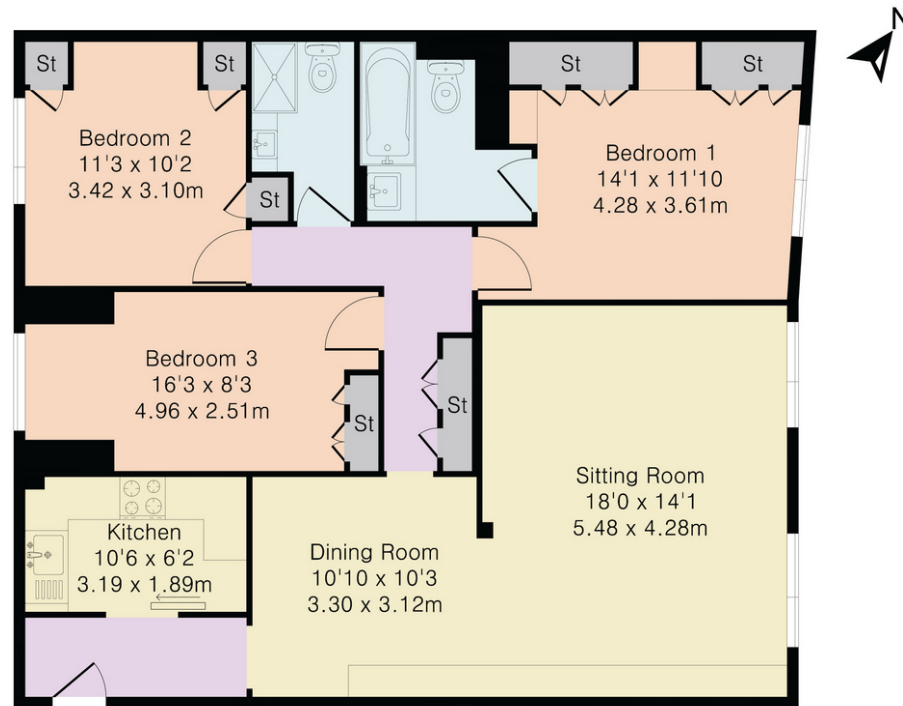 N
St
St
St
St
Bedroom 2
11'3 x 10'2
3.42 x 3.10m
Bedroom 1
14'1 x 11'10
4.28 x 3.61m
St
Bedroom 3
16'3 x 8'3
4.96 x 2.51m
St
St
Sitting Room
18'0 x 14'1
5.48 x 4.28m
Kitchen
10'6 x 6'2
3.19 x 1.89m
Dining Room
10'10 x 10'3
3.30 x 3.12m